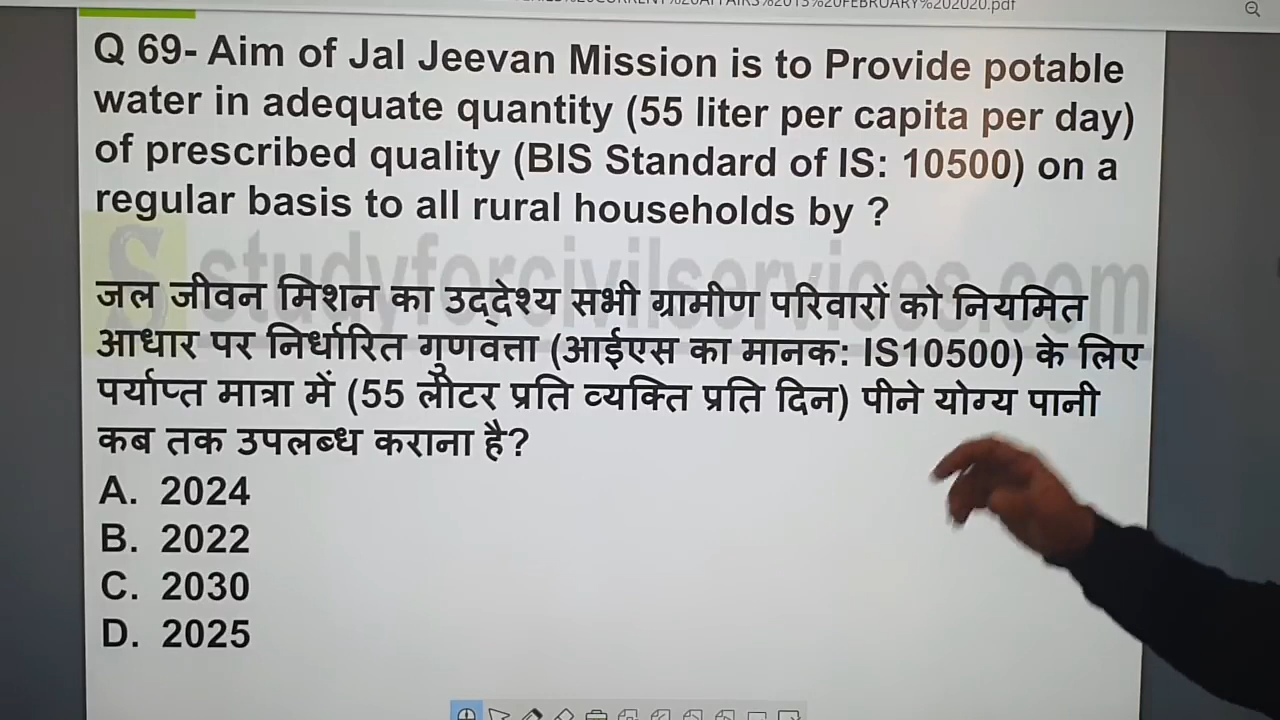 Q 69- Aim of Jal Jeevan Mission is to Provide potable
water in adequate quantity (55 liter per capita per day)
of prescribed quality (BIS Standard of IS: 10500) on a
regular basis to all rural households by ?
studyforcivilservices.com
जल जीवन मिशन का उद्देश्य सभी ग्रामीण परिवारों को नियमित
आधार पर निर्धारित गुणवत्ता (आईएस का मानक: IS10500) के लिए
पर्याप्त मात्रा में (55 लीटर प्रति व्यक्ति प्रति दिन) पीने योग्य पानी
कब तक उपलब्ध कराना है?
A. 2024
B. 2022
C. 2030
D. 2025